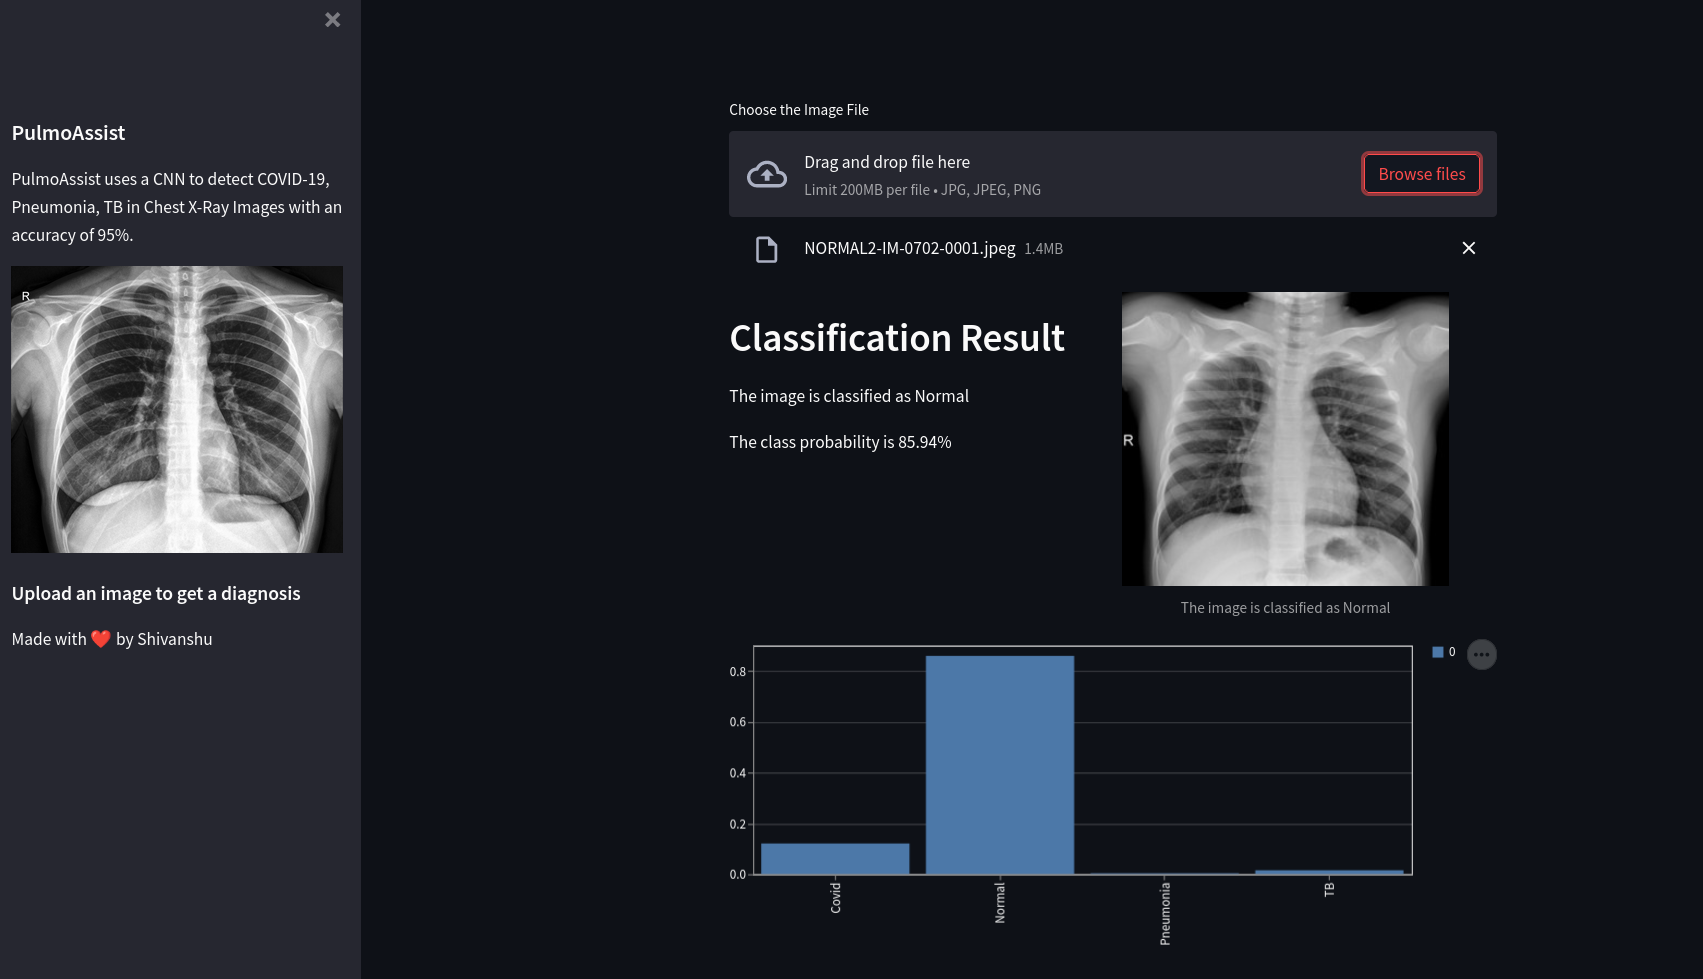 PulmoAssist
PulmoAssist uses a CNN to detect COVID-19,
Pneumonia, TB in Chest X-Ray Images with an
accuracy of 95%.
R
Upload an image to get a diagnosis
Made with ❤️ by Shivanshu
Choose the Image File
Drag and drop file here
Limit 200MB per file • JPG, JPEG, PNG
Browse files
NORMAL2-IM-0702-0001.jpeg 1.4MB
Classification Result
The image is classified as Normal
The class probability is 85.94%
R
The image is classified as Normal
0
0.8
0.6
0.4
0.2
0.0
Covid
Normal
Pneumonia
TB